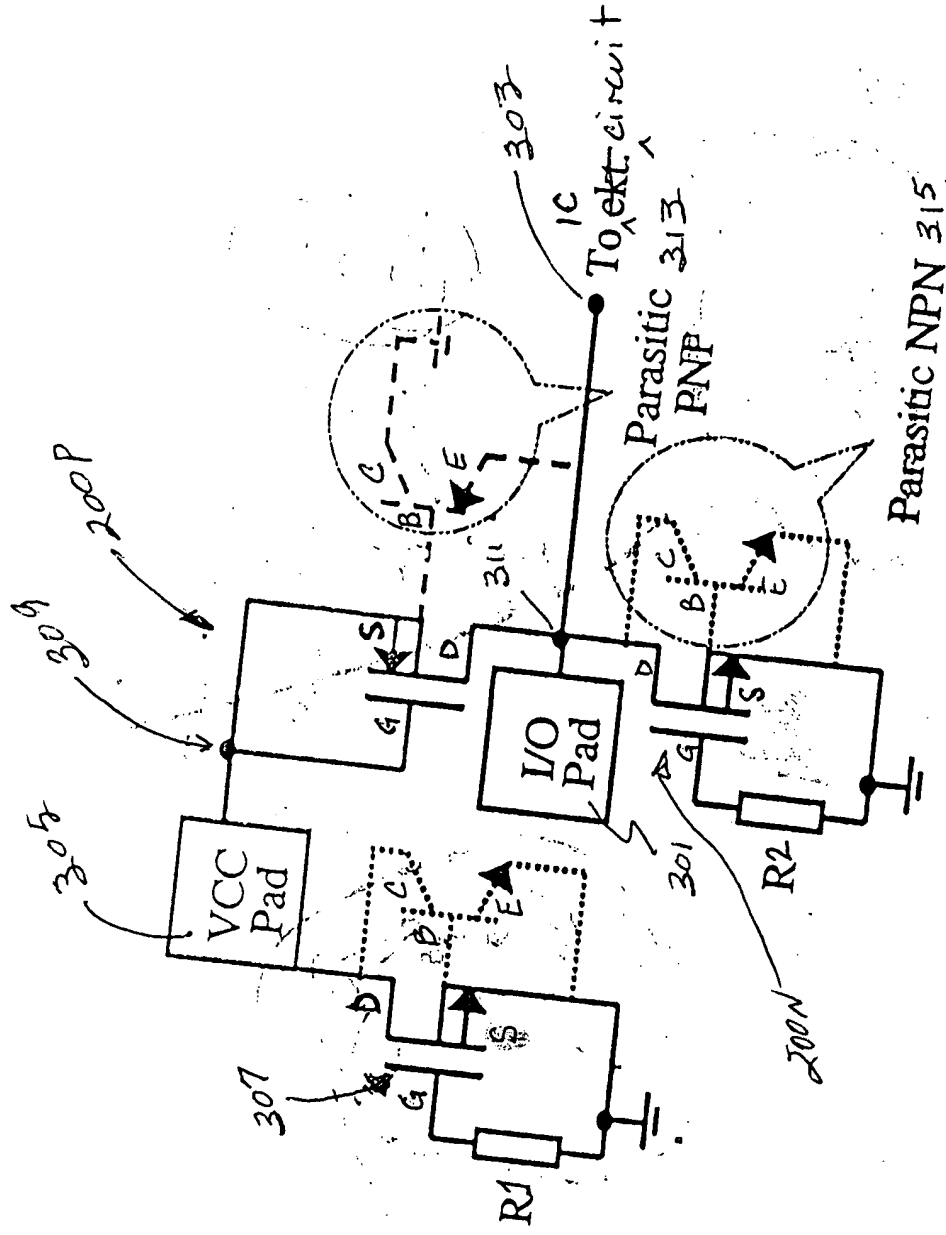 305
309
200P
VCC
Pad
307
D
G
S
B
C
E
R1
G
S
D
B
C
E
311
I/O
Pad
301
303
IC
To ekt. circuit
Parasitic 313
PNP
D
G
S
B
C
E
R2
200N
Parasitic NPN 315